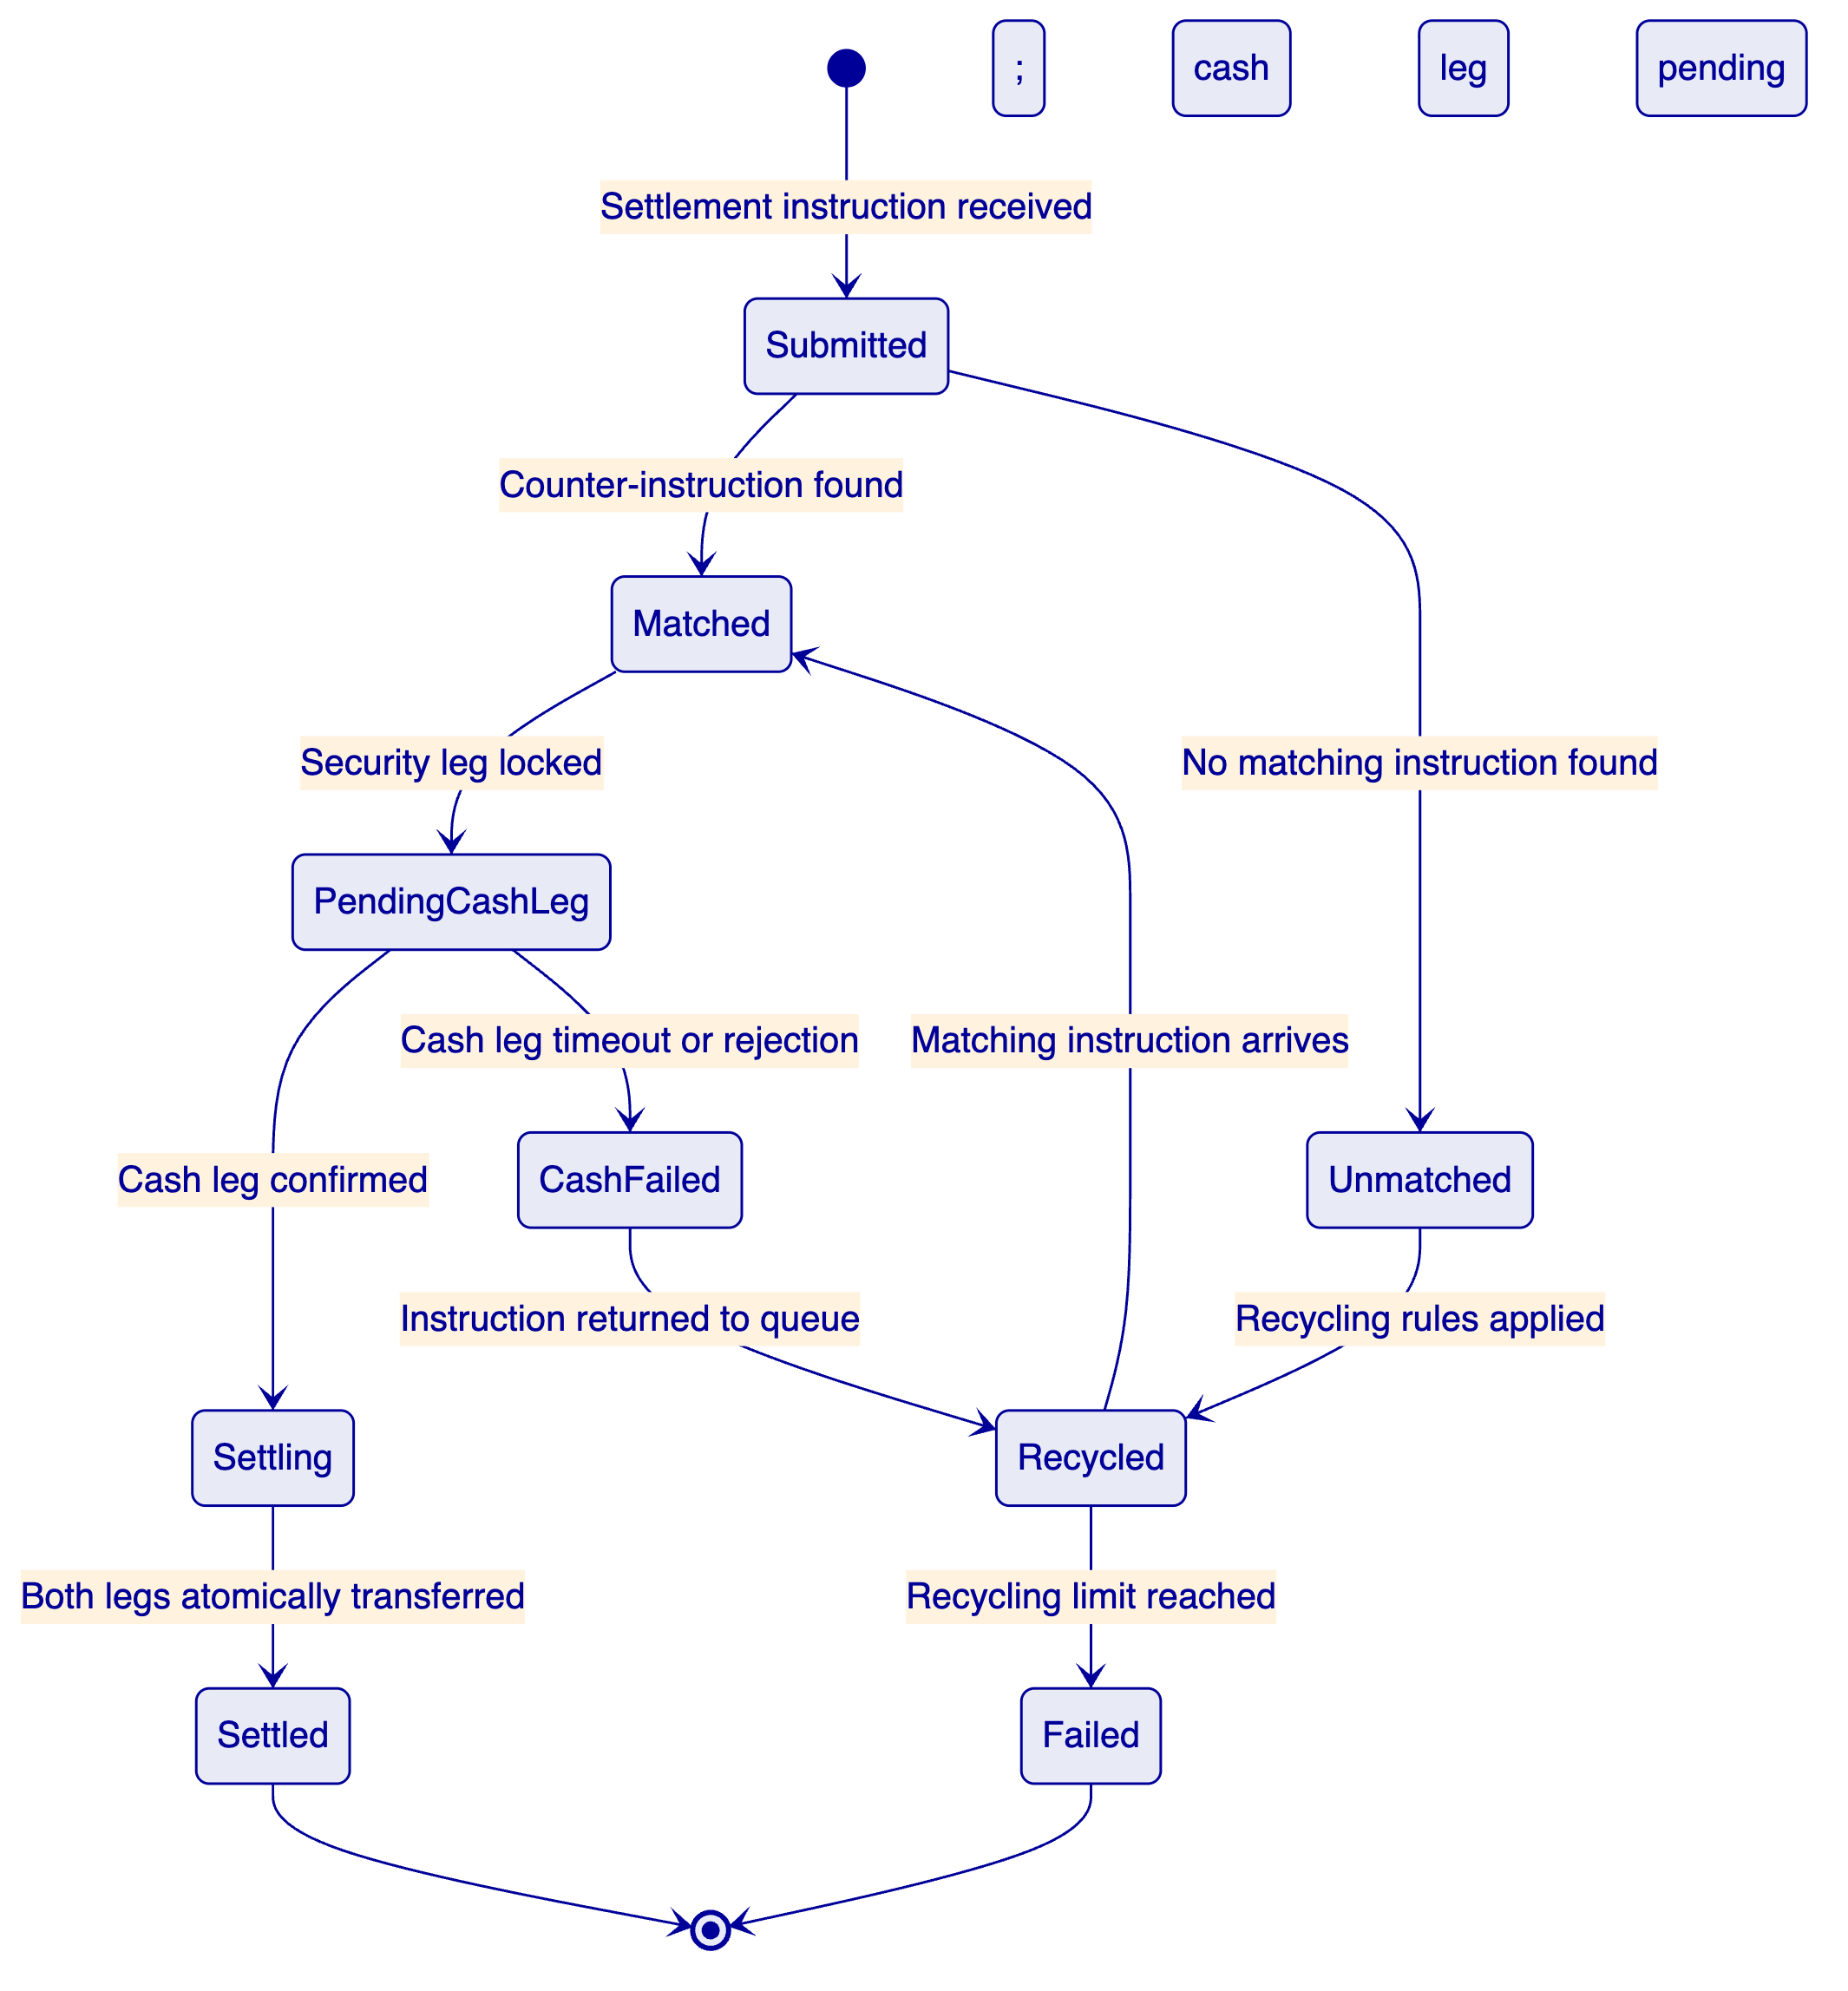 ;
cash
leg
pending
Settlement instruction received
Submitted
Counter-instruction found
Matched
Security leg locked
No matching instruction found
PendingCashLeg
Cash leg timeout or rejection
Matching instruction arrives
Cash leg confirmed
CashFailed
Unmatched
Instruction returned to queue
Recycling rules applied
Settling
Recycled
Both legs atomically transferred
Recycling limit reached
Settled
Failed